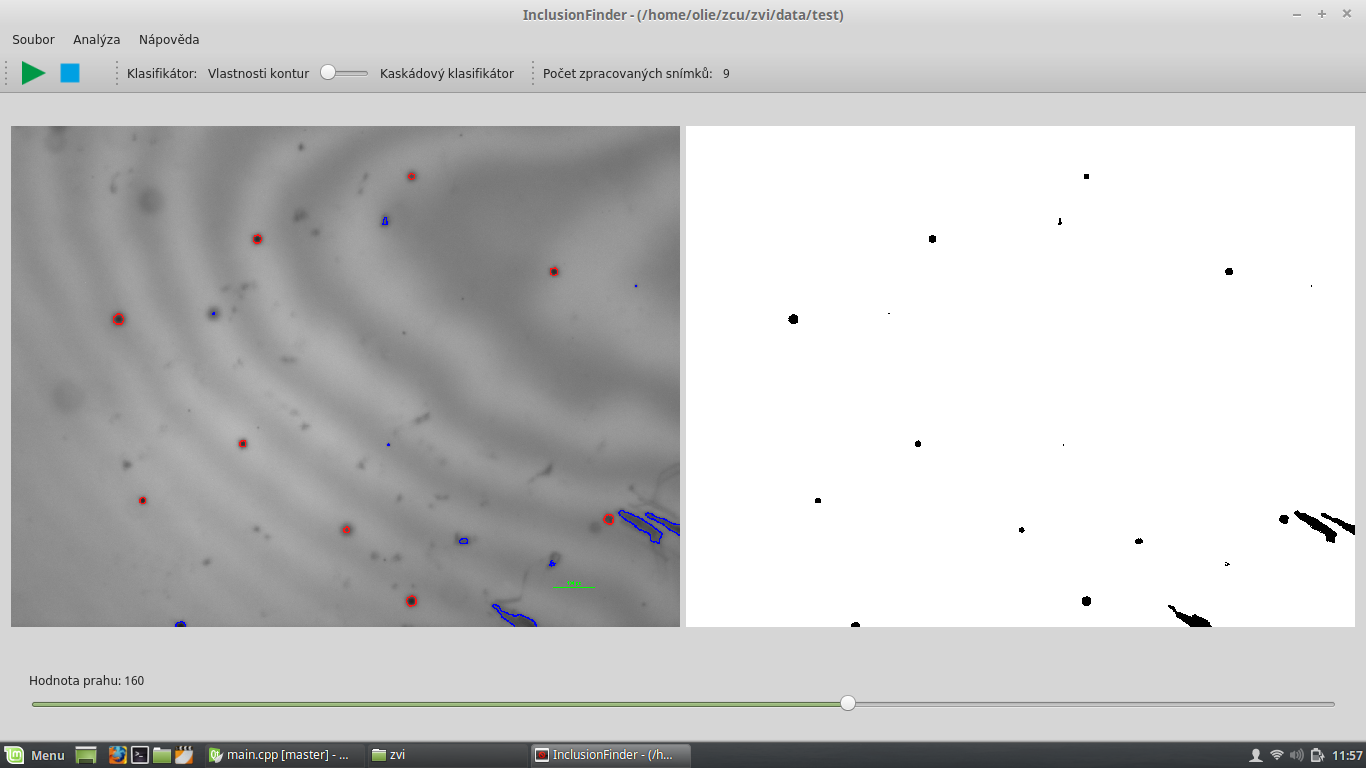 InclusionFinder - (/home/olie/zcu/zvi/data/test)
Soubor Analýza Nápověda
Klasifikátor: Vlastnosti kontur Kaskádový klasifikátor Počet zpracovaných snímků: 9
Hodnota prahu: 160
Menu main.cpp [master] - ... zvi InclusionFinder - (/h... 11:57